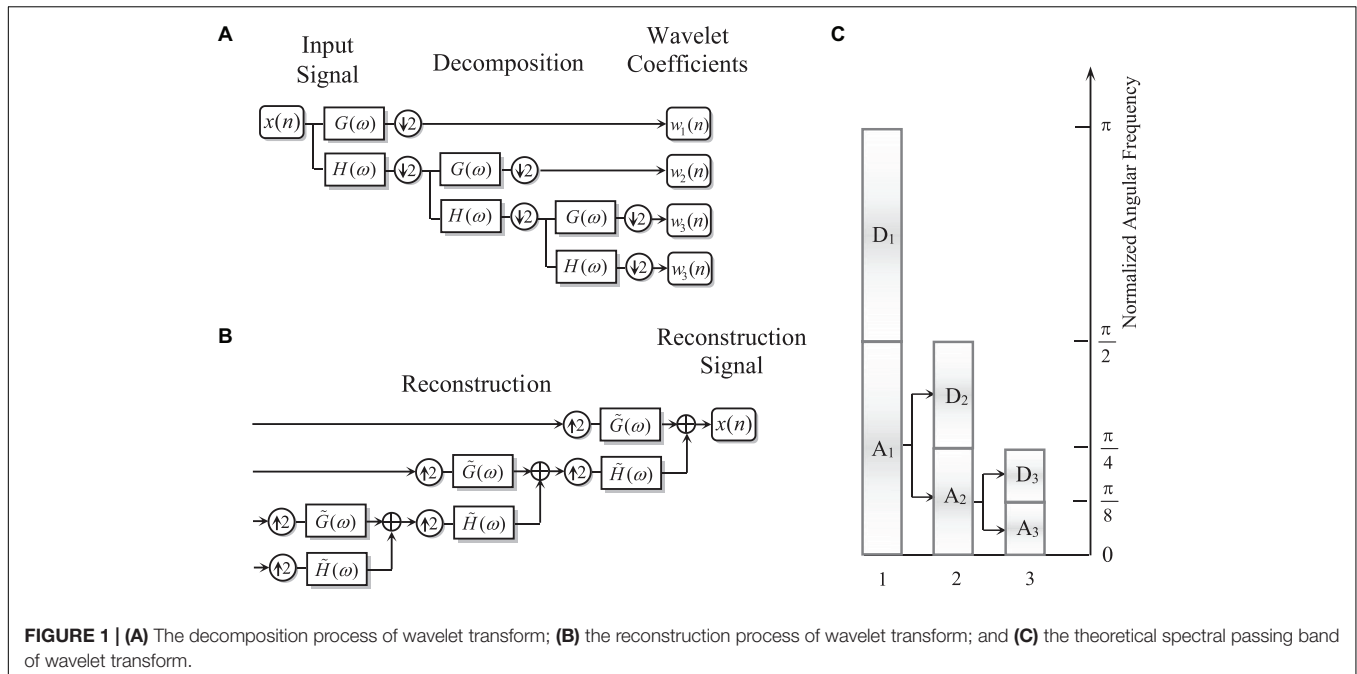 A
Input
Signal
Decomposition
Wavelet
Coefficients
x(n) G(ω) ↓2 w₁(n)
H(ω) ↓2 G(ω) ↓2 w₂(n)
H(ω) ↓2 G(ω) ↓2 w₃(n)
H(ω) ↓2 w₃(n)
B
Reconstruction
Reconstruction
Signal
↑2 G̃(ω) x(n)
↑2 G̃(ω) ↑2 H̃(ω)
↑2 G̃(ω) ↑2 H̃(ω)
↑2 H̃(ω)
C
Normalized Angular Frequency
π
π/2
π/4
π/8
0
D₁
A₁
D₂
A₂
D₃
A₃
1 2 3
FIGURE 1 | (A) The decomposition process of wavelet transform; (B) the reconstruction process of wavelet transform; and (C) the theoretical spectral passing band
of wavelet transform.